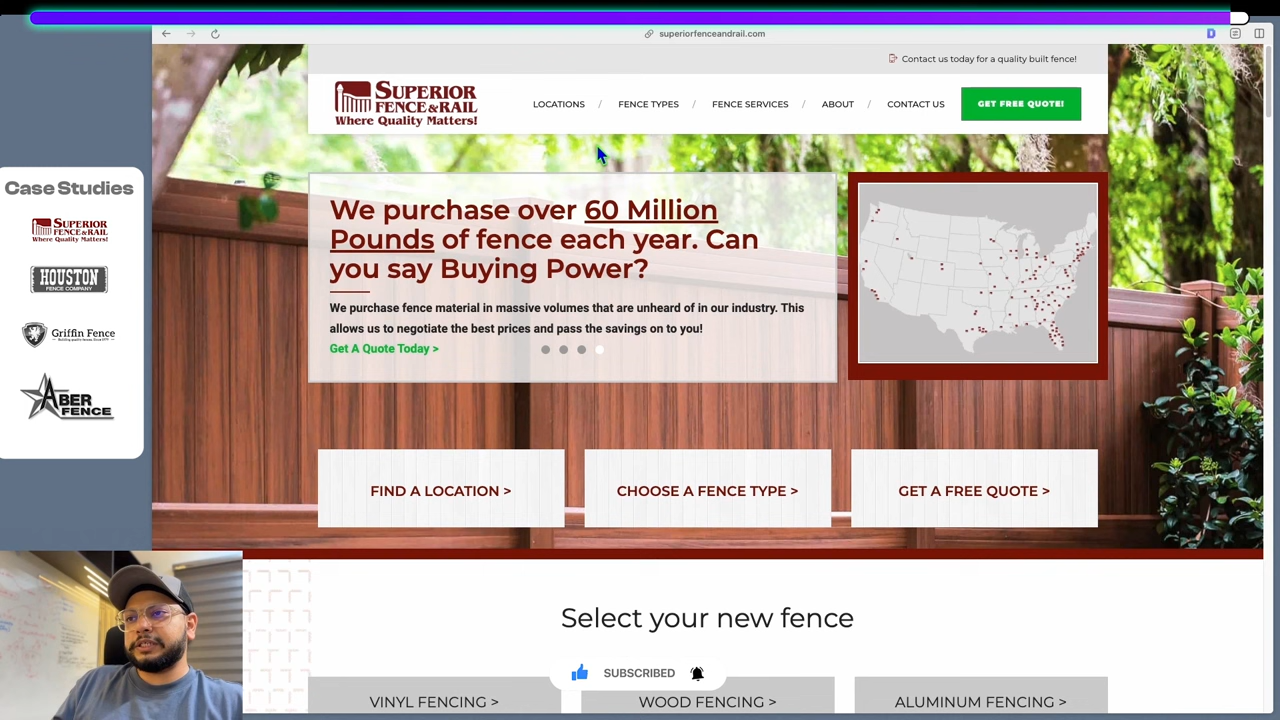 superiorfenceandrail.com
Contact us today for a quality built fence!
SUPERIOR
FENCE & RAIL
Where Quality Matters!
LOCATIONS / FENCE TYPES / FENCE SERVICES / ABOUT / CONTACT US
GET FREE QUOTE!
Case Studies
SUPERIOR
FENCE & RAIL
Where Quality Matters!
HOUSTON
FENCE COMPANY
Griffin Fence
ABER
FENCE
We purchase over 60 Million
Pounds of fence each year. Can
you say Buying Power?
We purchase fence material in massive volumes that are unheard of in our industry. This
allows us to negotiate the best prices and pass the savings on to you!
Get A Quote Today >
FIND A LOCATION >
CHOOSE A FENCE TYPE >
GET A FREE QUOTE >
Select your new fence
SUBSCRIBED
VINYL FENCING >
WOOD FENCING >
ALUMINUM FENCING >